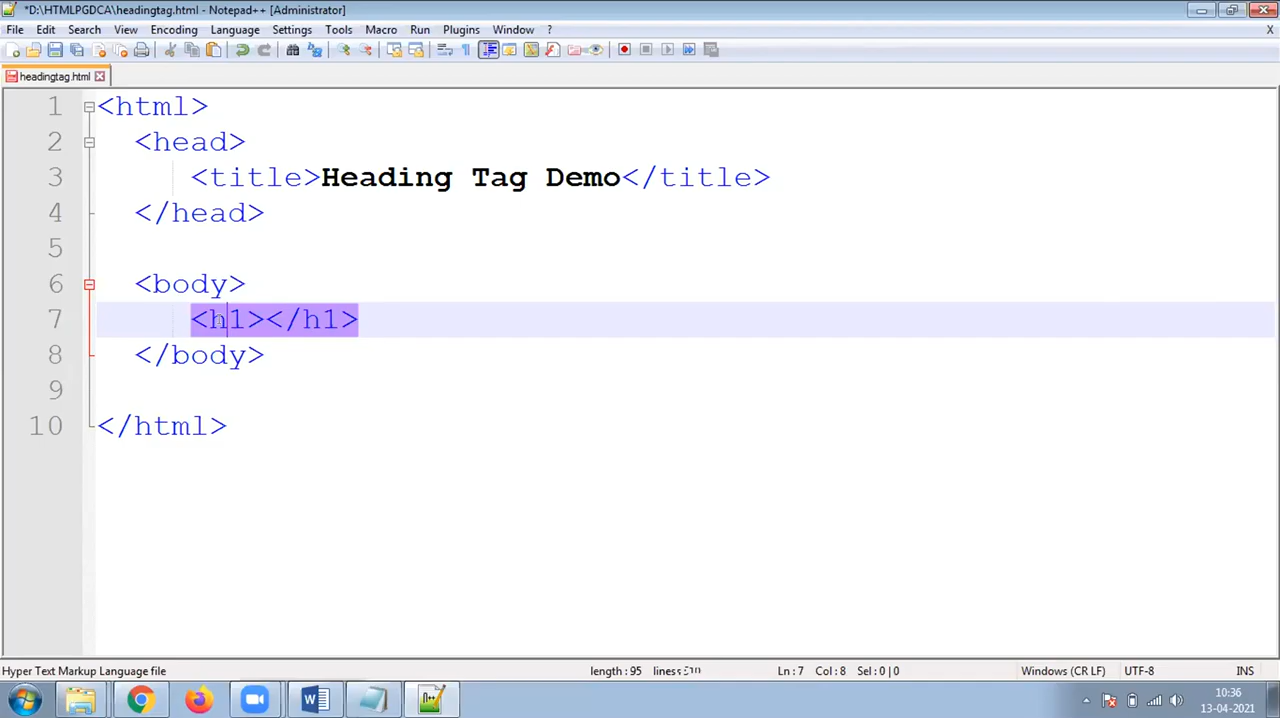 *D:\HTMLPGDCA\headingtag.html - Notepad++ [Administrator]
File Edit Search View Encoding Language Settings Tools Macro Run Plugins Window ? X
headingtag.html
1 <html>
2 <head>
3 <title>Heading Tag Demo</title>
4 </head>
5
6 <body>
7 <h1></h1>
8 </body>
9
10 </html>
Hyper Text Markup Language file length : 95 Ln : 7 Col : 8 Sel : 0 | 0 Windows (CR LF) UTF-8 INS
10:36
13-04-2021